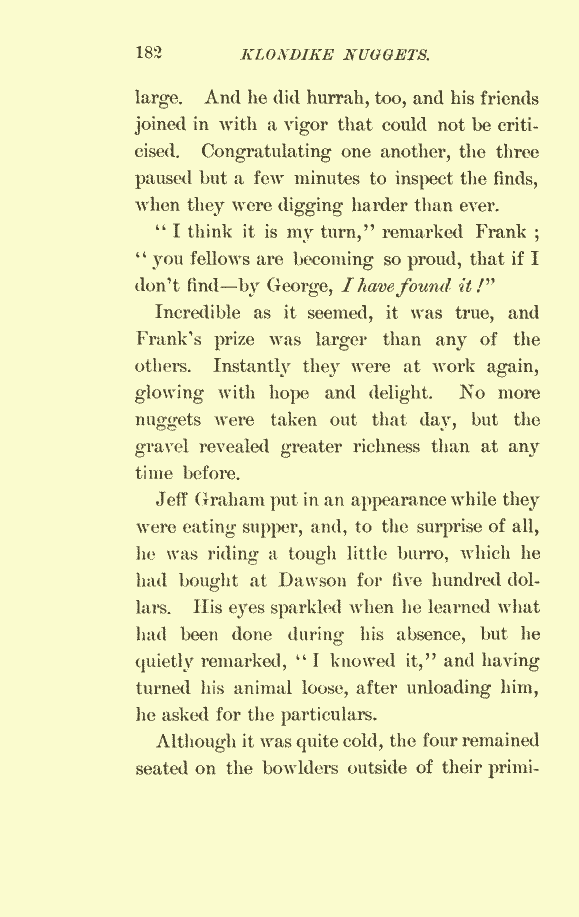 182 KLONDIKE NUGGETS.
large. And he did hurrah, too, and his friends
joined in with a vigor that could not be criti-
cised. Congratulating one another, the three
paused but a few minutes to inspect the finds,
when they were digging harder than ever.
“ I think it is my turn,” remarked Frank ;
“ you fellows are becoming so proud, that if I
don’t find—by George, I have found it !”
Incredible as it seemed, it was true, and
Frank’s prize was larger than any of the
others. Instantly they were at work again,
glowing with hope and delight. No more
nuggets were taken out that day, but the
gravel revealed greater richness than at any
time before.
Jeff Graham put in an appearance while they
were eating supper, and, to the surprise of all,
he was riding a tough little burro, which he
had bought at Dawson for five hundred dol-
lars. His eyes sparkled when he learned what
had been done during his absence, but he
quietly remarked, “ I knowed it,” and having
turned his animal loose, after unloading him,
he asked for the particulars.
Although it was quite cold, the four remained
seated on the bowlders outside of their primi-